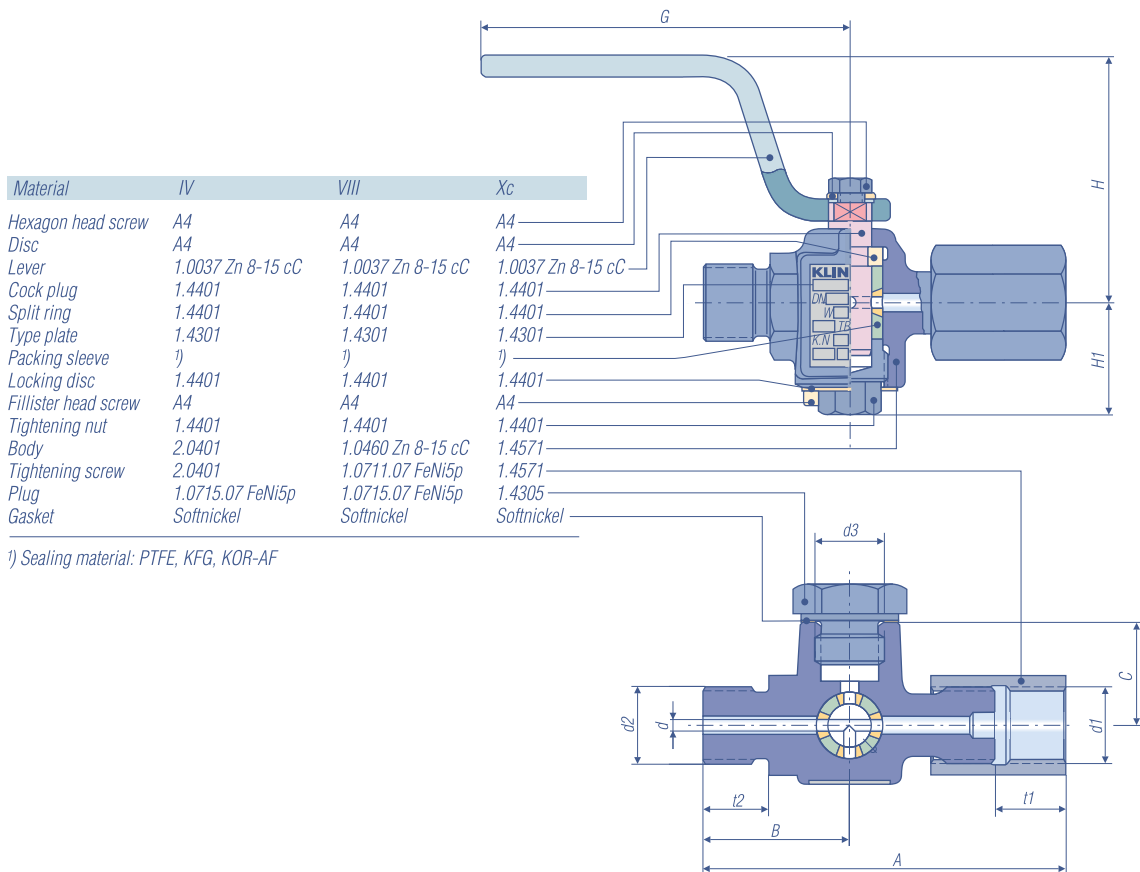 G
H
Material IV VIII Xc
Hexagon head screw A4 A4 A4
Disc A4 A4 A4
Lever 1.0037 Zn 8-15 cC 1.0037 Zn 8-15 cC 1.0037 Zn 8-15 cC
Cock plug 1.4401 1.4401 1.4401
Split ring 1.4401 1.4401 1.4401
Type plate 1.4301 1.4301 1.4301
Packing sleeve ¹) ¹) ¹)
Locking disc 1.4401 1.4401 1.4401
Fillister head screw A4 A4 A4
Tightening nut 1.4401 1.4401 1.4401
Body 2.0401 1.0460 Zn 8-15 cC 1.4571
Tightening screw 2.0401 1.0711.07 FeNi5p 1.4571
Plug 1.0715.07 FeNi5p 1.0715.07 FeNi5p 1.4305
Gasket Softnickel Softnickel Softnickel
¹) Sealing material: PTFE, KFG, KOR-AF
KLIN
DN
W
TB
K.N
H1
d3
C
d2
d
d1
t2
t1
B
A